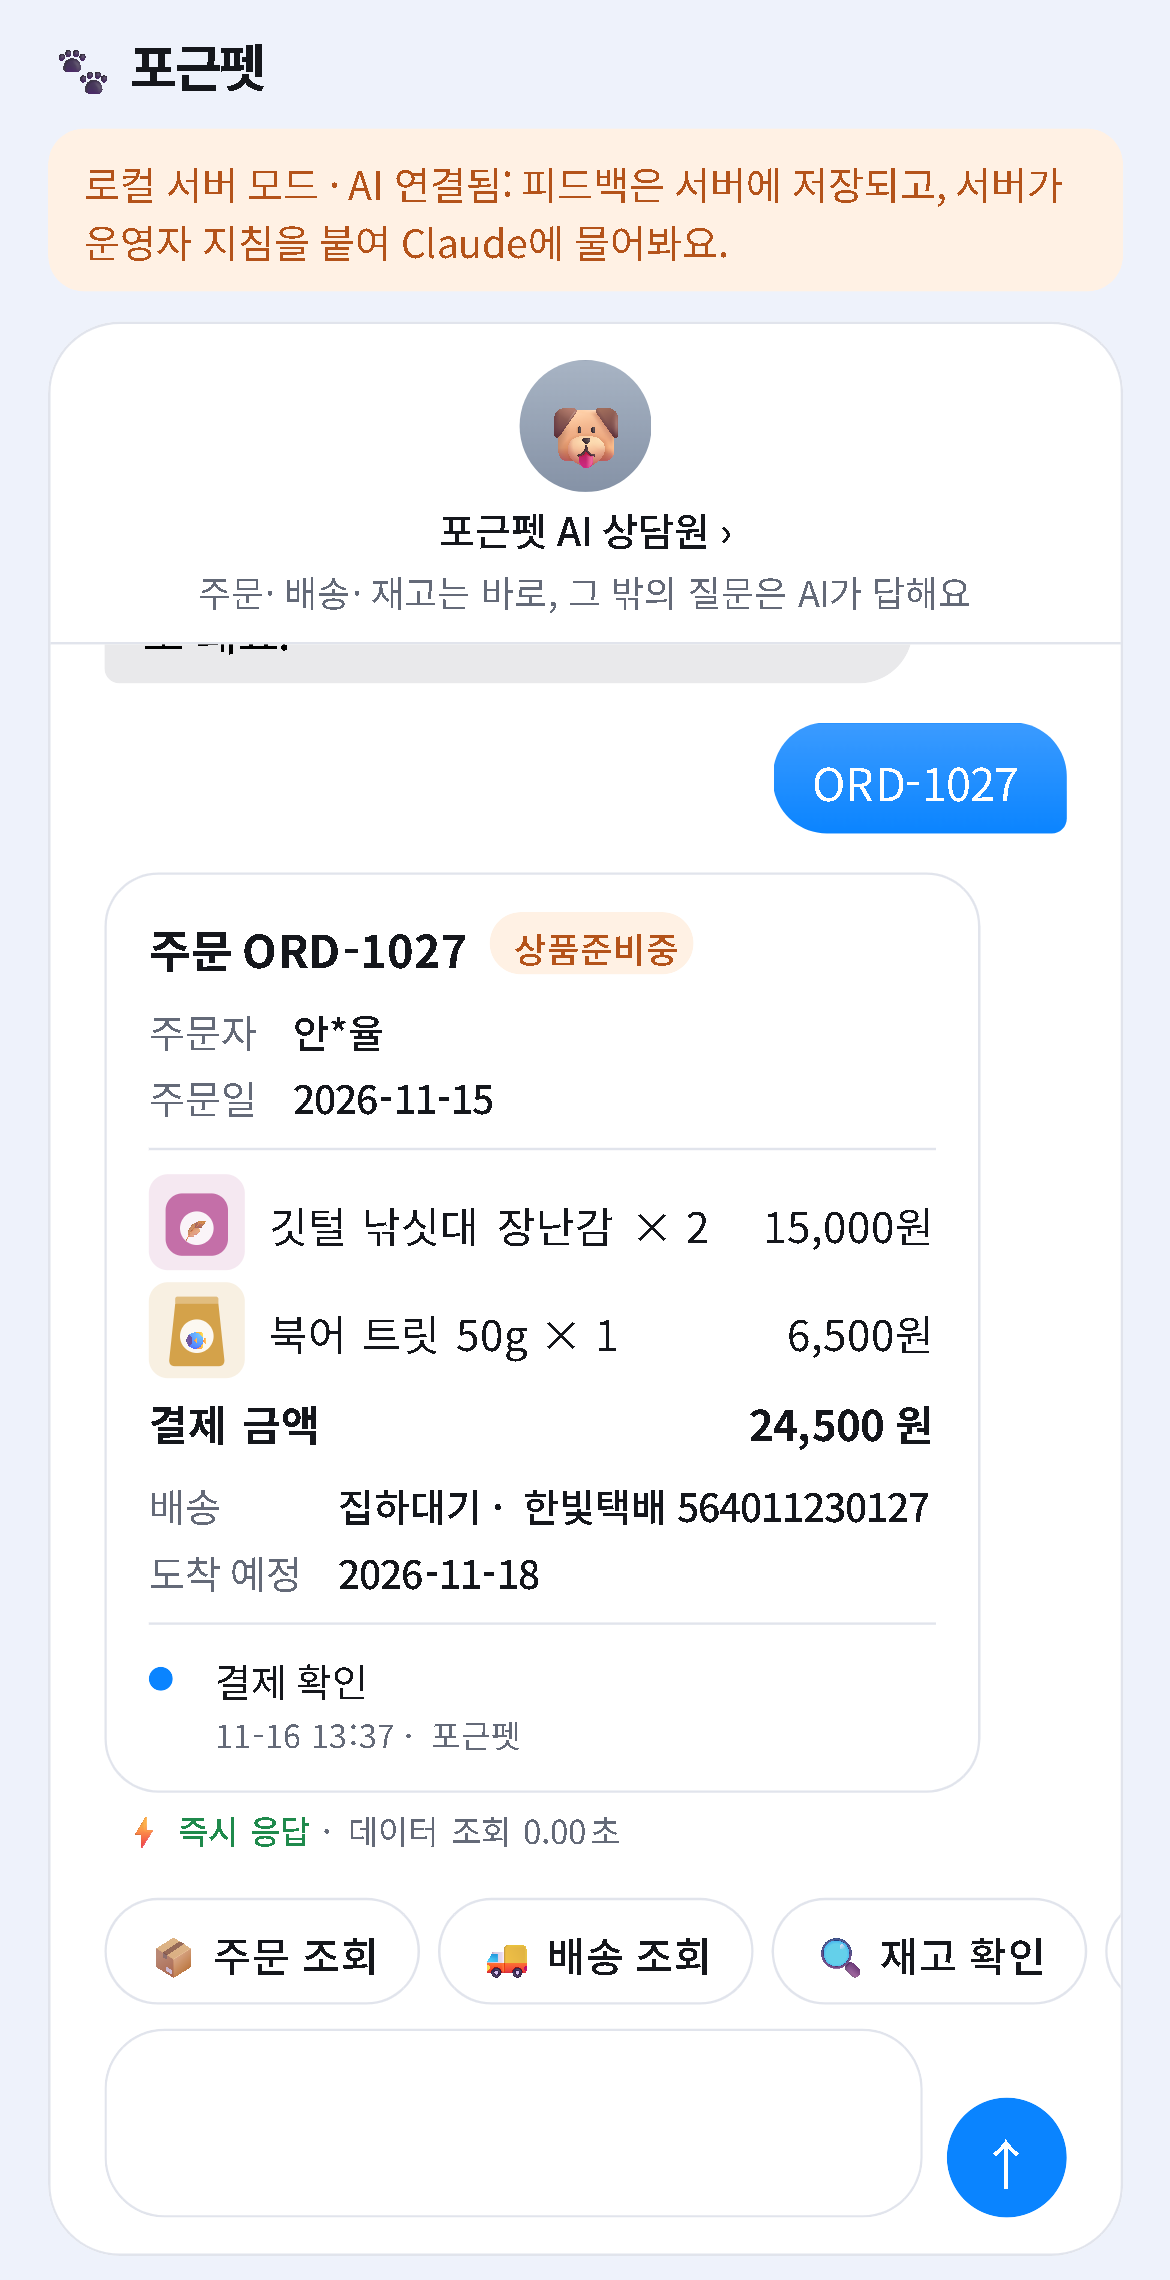 포근펫
로컬 서버 모드 · AI 연결됨: 피드백은 서버에 저장되고, 서버가
운영자 지침을 붙여 Claude에 물어봐요.
포근펫 AI 상담원 ›
주문· 배송· 재고는 바로, 그 밖의 질문은 AI가 답해요
ORD-1027
주문 ORD-1027 상품준비중
주문자 안*율
주문일 2026-11-15
깃털 낚싯대 장난감 × 2 15,000원
북어 트릿 50g × 1 6,500원
결제 금액 24,500 원
배송 집하대기 · 한빛택배 564011230127
도착 예정 2026-11-18
결제 확인
11-16 13:37 · 포근펫
즉시 응답 · 데이터 조회 0.00초
주문 조회 배송 조회 재고 확인
↑